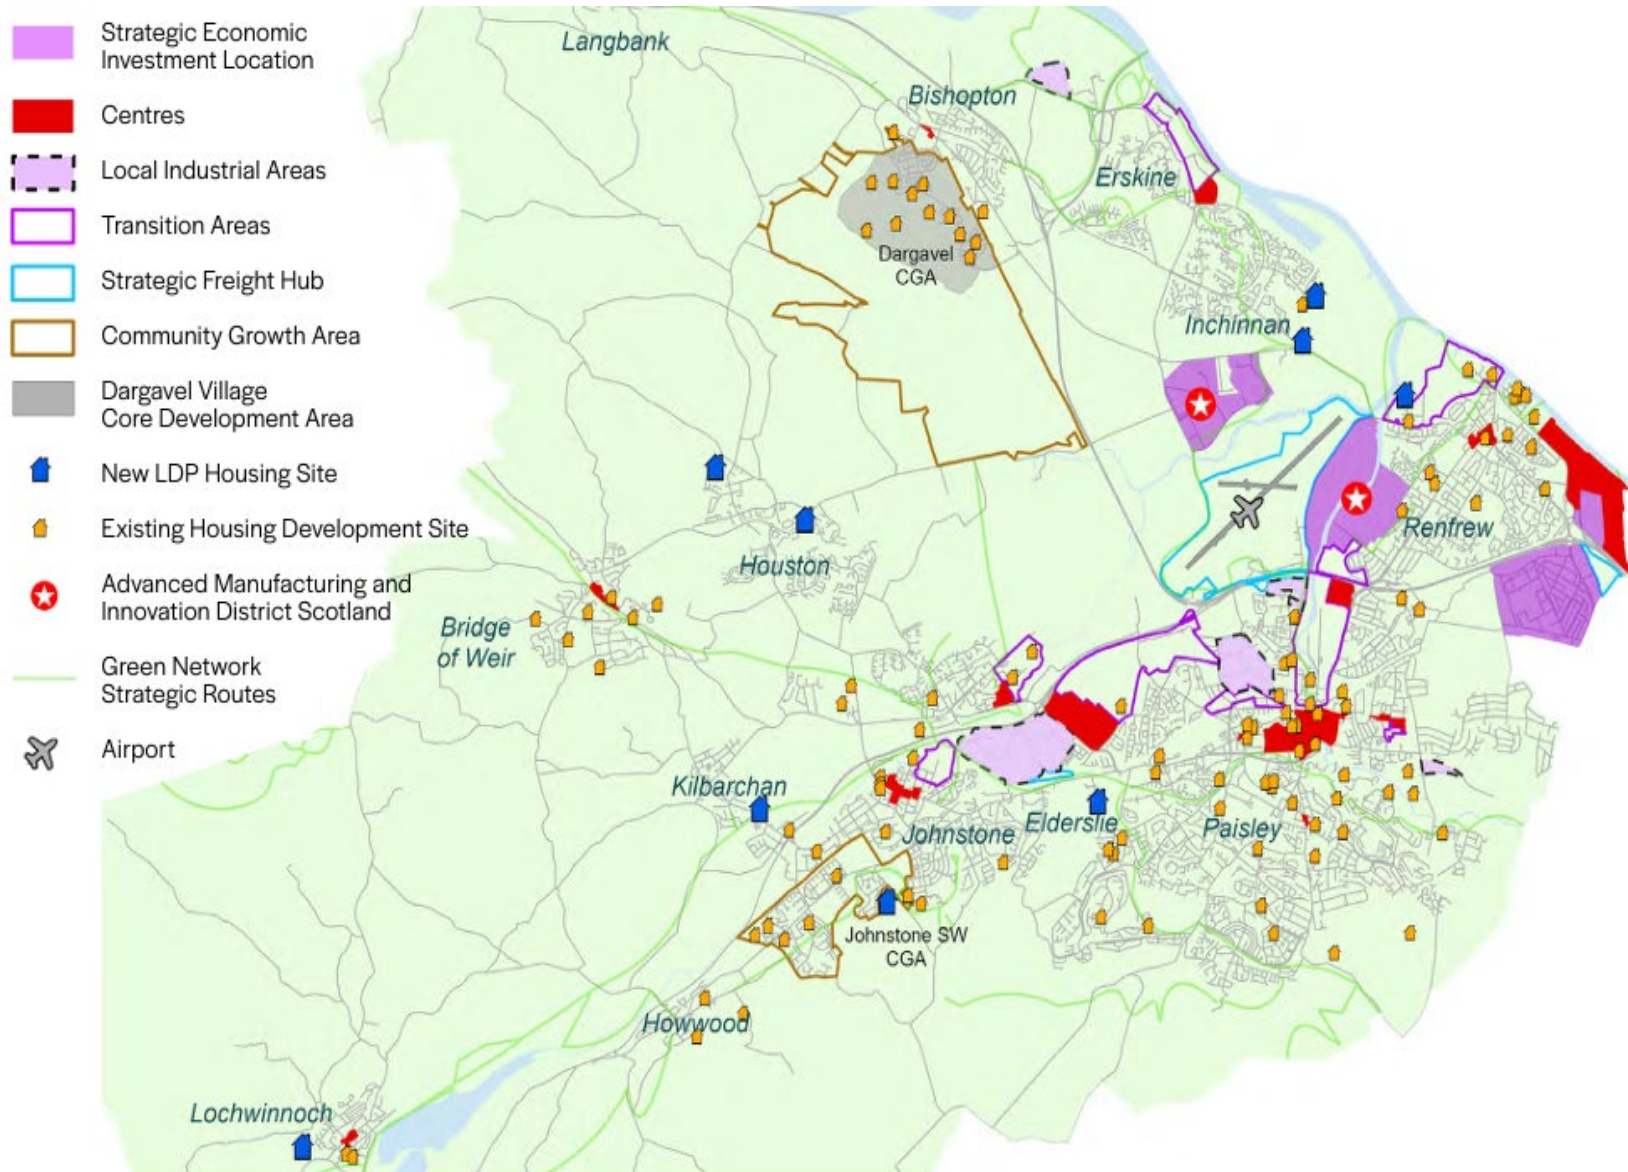 Strategic Economic
Investment Location
Centres
Local Industrial Areas
Transition Areas
Strategic Freight Hub
Community Growth Area
Dargavel Village
Core Development Area
New LDP Housing Site
Existing Housing Development Site
Advanced Manufacturing and
Innovation District Scotland
Green Network
Strategic Routes
Airport
Langbank
Bishopton
Erskine
Dargavel
CGA
Inchinnan
Renfrew
Houston
Bridge
of Weir
Kilbarchan
Johnstone
Elderslie
Paisley
Johnstone SW
CGA
Howwood
Lochwinnoch